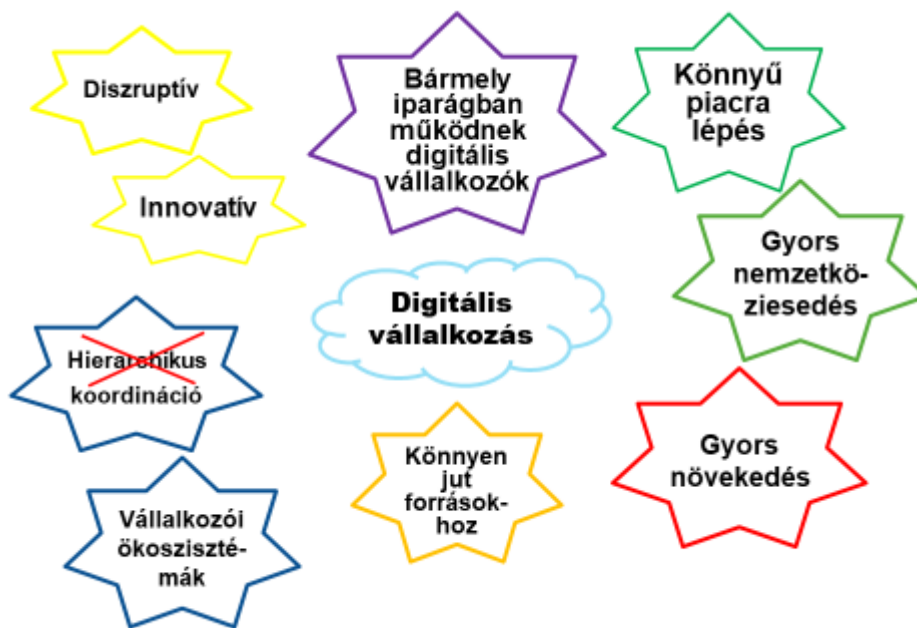 Diszruptív
Innovatív
Bármely
iparágban
működnek
digitális
vállalkozók
Könnyű
piacra
lépés
Gyors
nemzetkö-
ziesedés
Digitális
vállalkozás
Hierarchikus
koordináció
Könnyen
jut
források-
hoz
Gyors
növekedés
Vállalkozói
ökosziszté-
mák